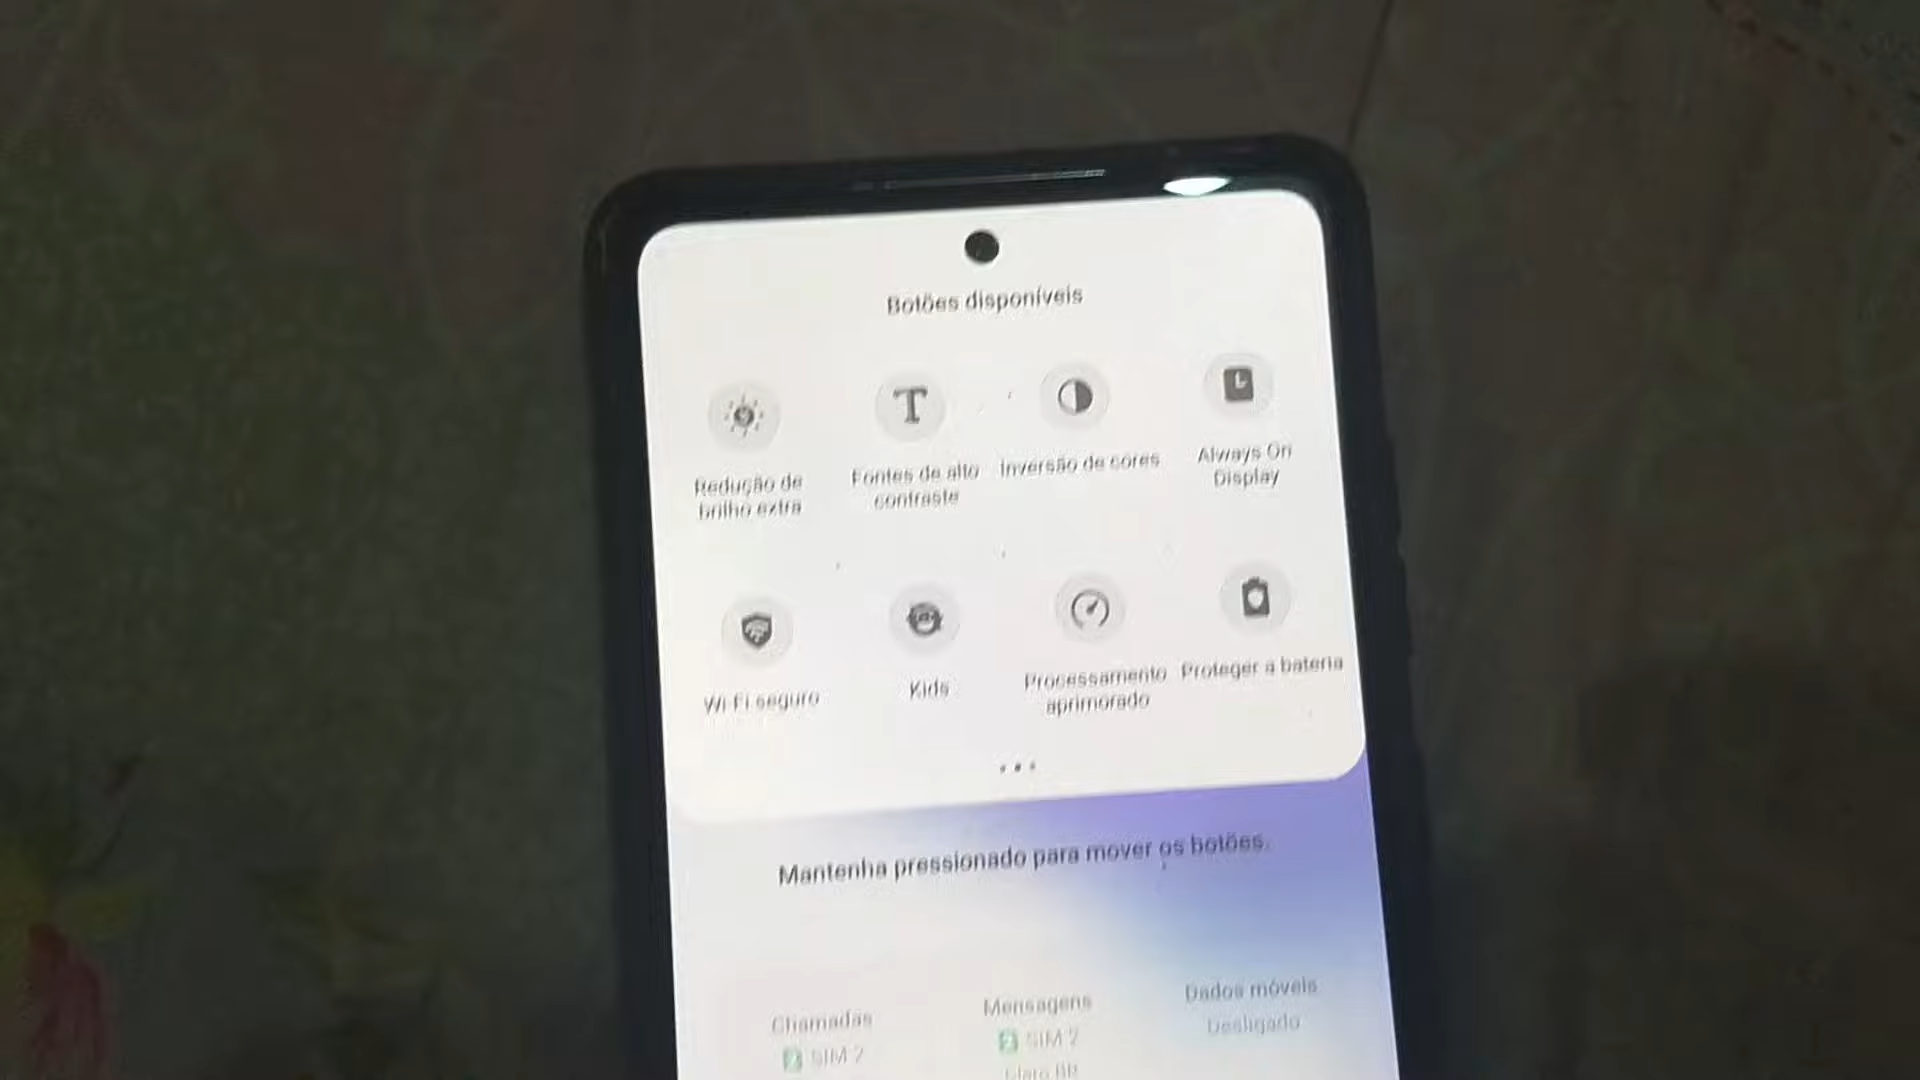 Botões disponíveis
Redução de
brilho extra
Fontes de alto
contraste
Inversão de cores
Always On
Display
Wi-Fi seguro
Kids
Processamento
aprimorado
Proteger a bateria
Mantenha pressionado para mover os botões.
Chamadas
SIM 2
Mensagens
SIM 2
Claro BR
Dados móveis
Desligado